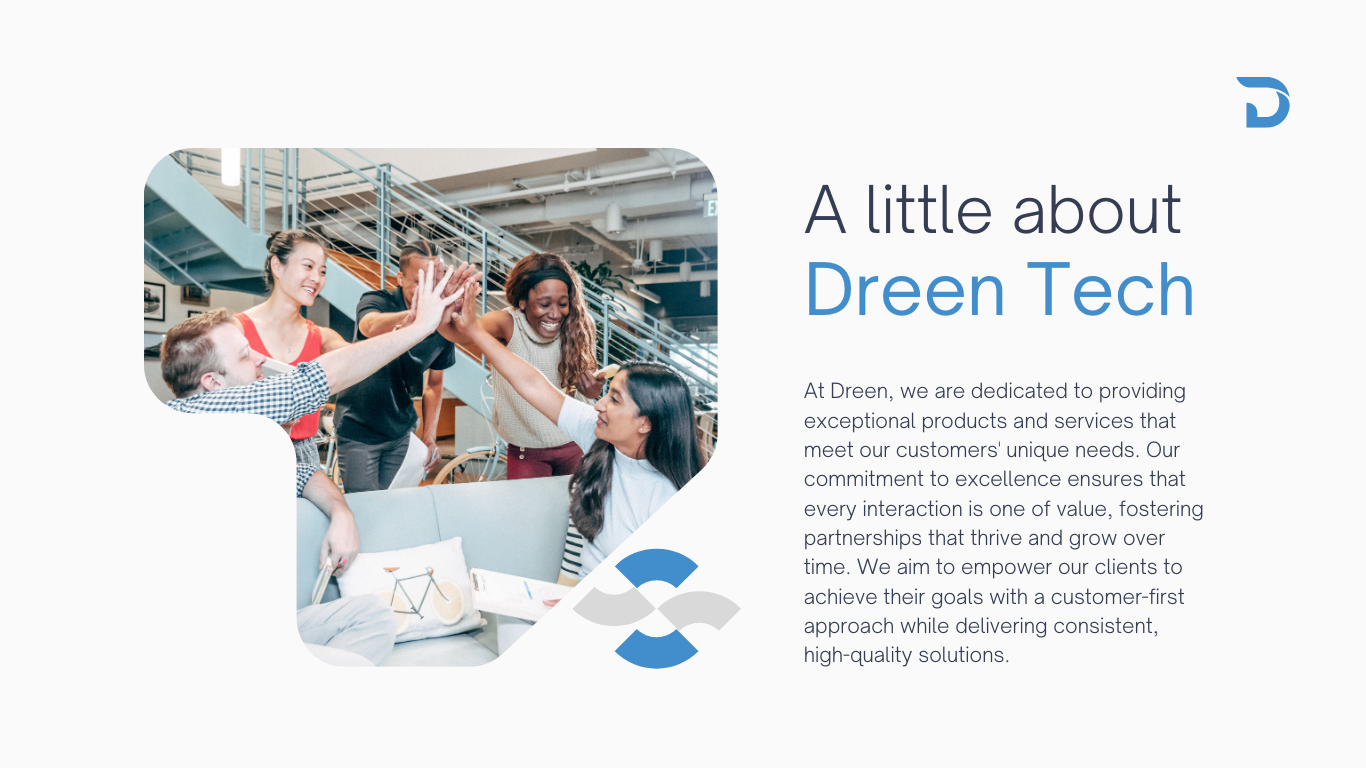 A little about
Dreen Tech
At Dreen, we are dedicated to providing
exceptional products and services that
meet our customers' unique needs. Our
commitment to excellence ensures that
every interaction is one of value, fostering
partnerships that thrive and grow over
time. We aim to empower our clients to
achieve their goals with a customer-first
approach while delivering consistent,
high-quality solutions.